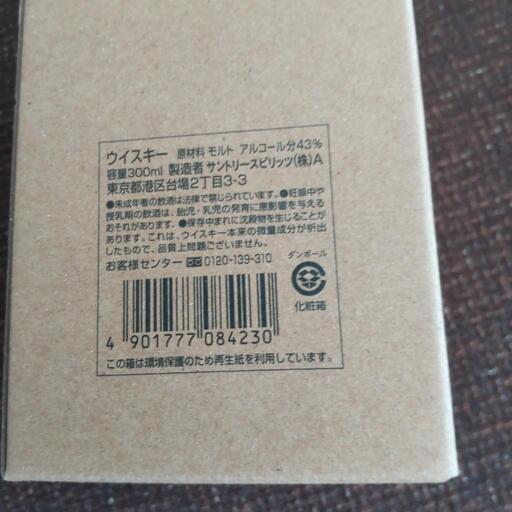 ウイスキー 原材料 モルト アルコール分43%
容量300ml 製造者 サントリースピリッツ(株)A
東京都港区台場2丁目3-3
●未成年者の飲酒は法律で禁じられています。●妊娠中や
授乳期の飲酒は、胎児・乳児の発育に悪影響を与える
おそれがあります。●保存中まれに沈殿物を生じることが
あります。これは、ウイスキー本来の微量成分が析出
したもので、品質上問題ございません。
お客様センター 0120-139-310
ダンボール
化粧箱
4 901777 084230
この箱は環境保護のため再生紙を利用しています。